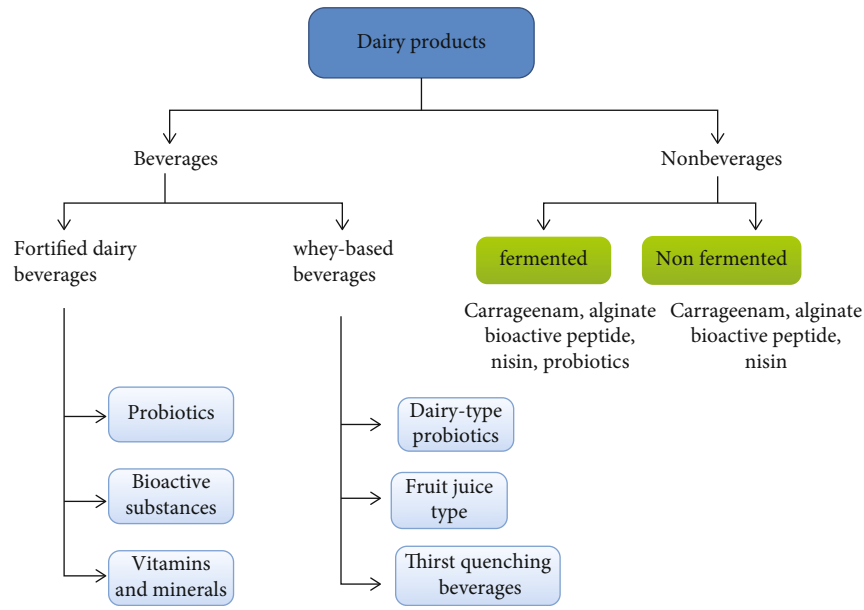 Dairy products
Beverages
Nonbeverages
Fortified dairy
beverages
whey-based
beverages
fermented
Non fermented
Carrageenam, alginate
bioactive peptide,
nisin, probiotics
Carrageenam, alginate
bioactive peptide,
nisin
Probiotics
Bioactive
substances
Vitamins
and minerals
Dairy-type
probiotics
Fruit juice
type
Thirst quenching
beverages